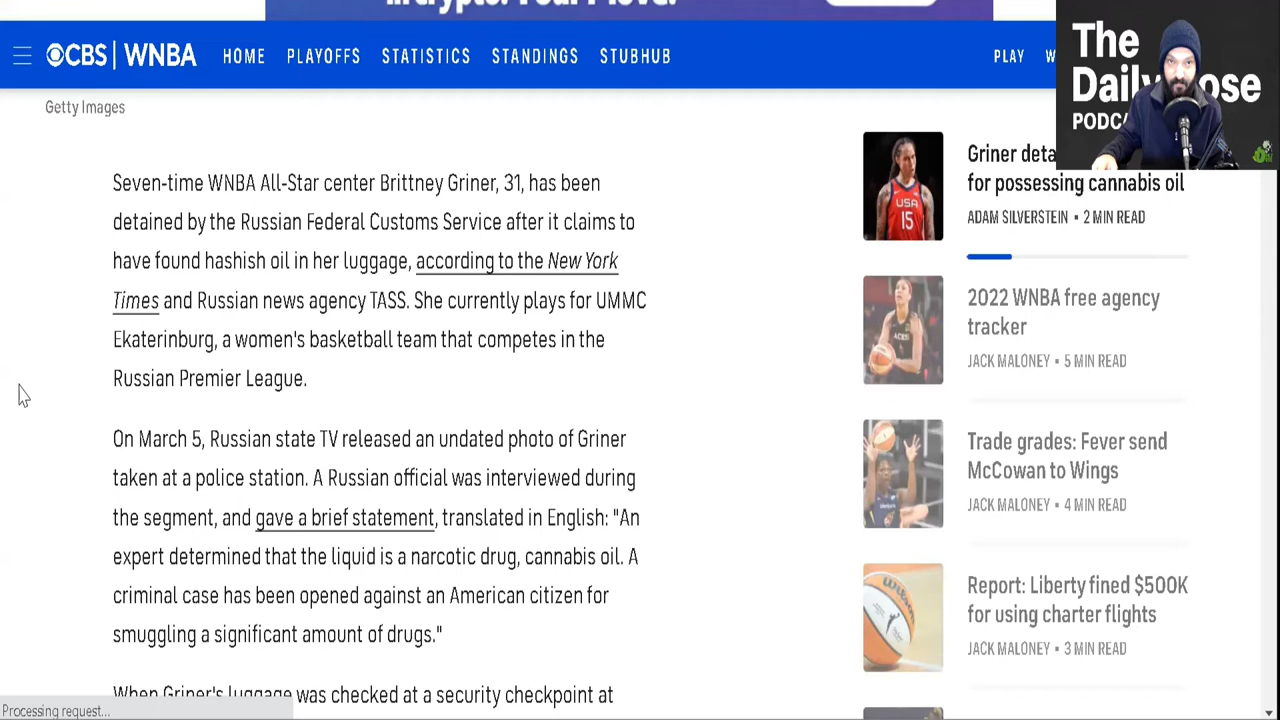 CBS | WNBA HOME PLAYOFFS STATISTICS STANDINGS STUBHUB PLAY
The
Daily
PODCA
Getty Images
Seven-time WNBA All-Star center Brittney Griner, 31, has been
detained by the Russian Federal Customs Service after it claims to
have found hashish oil in her luggage, according to the New York
Times and Russian news agency TASS. She currently plays for UMMC
Ekaterinburg, a women's basketball team that competes in the
Russian Premier League.
On March 5, Russian state TV released an undated photo of Griner
taken at a police station. A Russian official was interviewed during
the segment, and gave a brief statement, translated in English: "An
expert determined that the liquid is a narcotic drug, cannabis oil. A
criminal case has been opened against an American citizen for
smuggling a significant amount of drugs."
When Griner's luggage was checked at a security checkpoint at
Griner
for possessing cannabis oil
ADAM SILVERSTEIN • 2 MIN READ
USA
15
2022 WNBA free agency
tracker
JACK MALONEY • 5 MIN READ
Trade grades: Fever send
McCowan to Wings
JACK MALONEY • 4 MIN READ
Report: Liberty fined $500K
for using charter flights
JACK MALONEY • 3 MIN READ
Processing request...